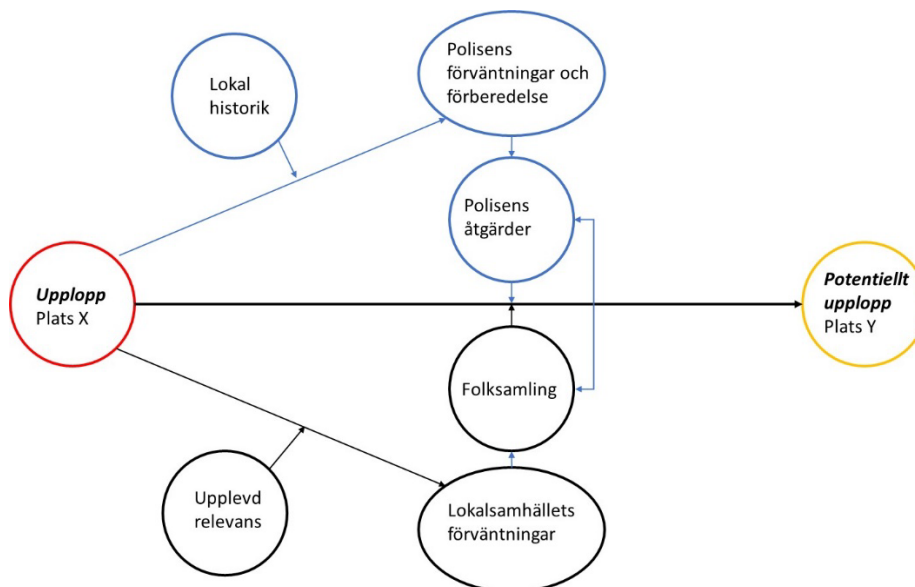 Polisens
förväntningar och
förberedelse
Lokal
historik
Polisens
åtgärder
Upplopp
Plats X
Potentiellt
upplopp
Plats Y
Folksamling
Upplevd
relevans
Lokalsamhällets
förväntningar